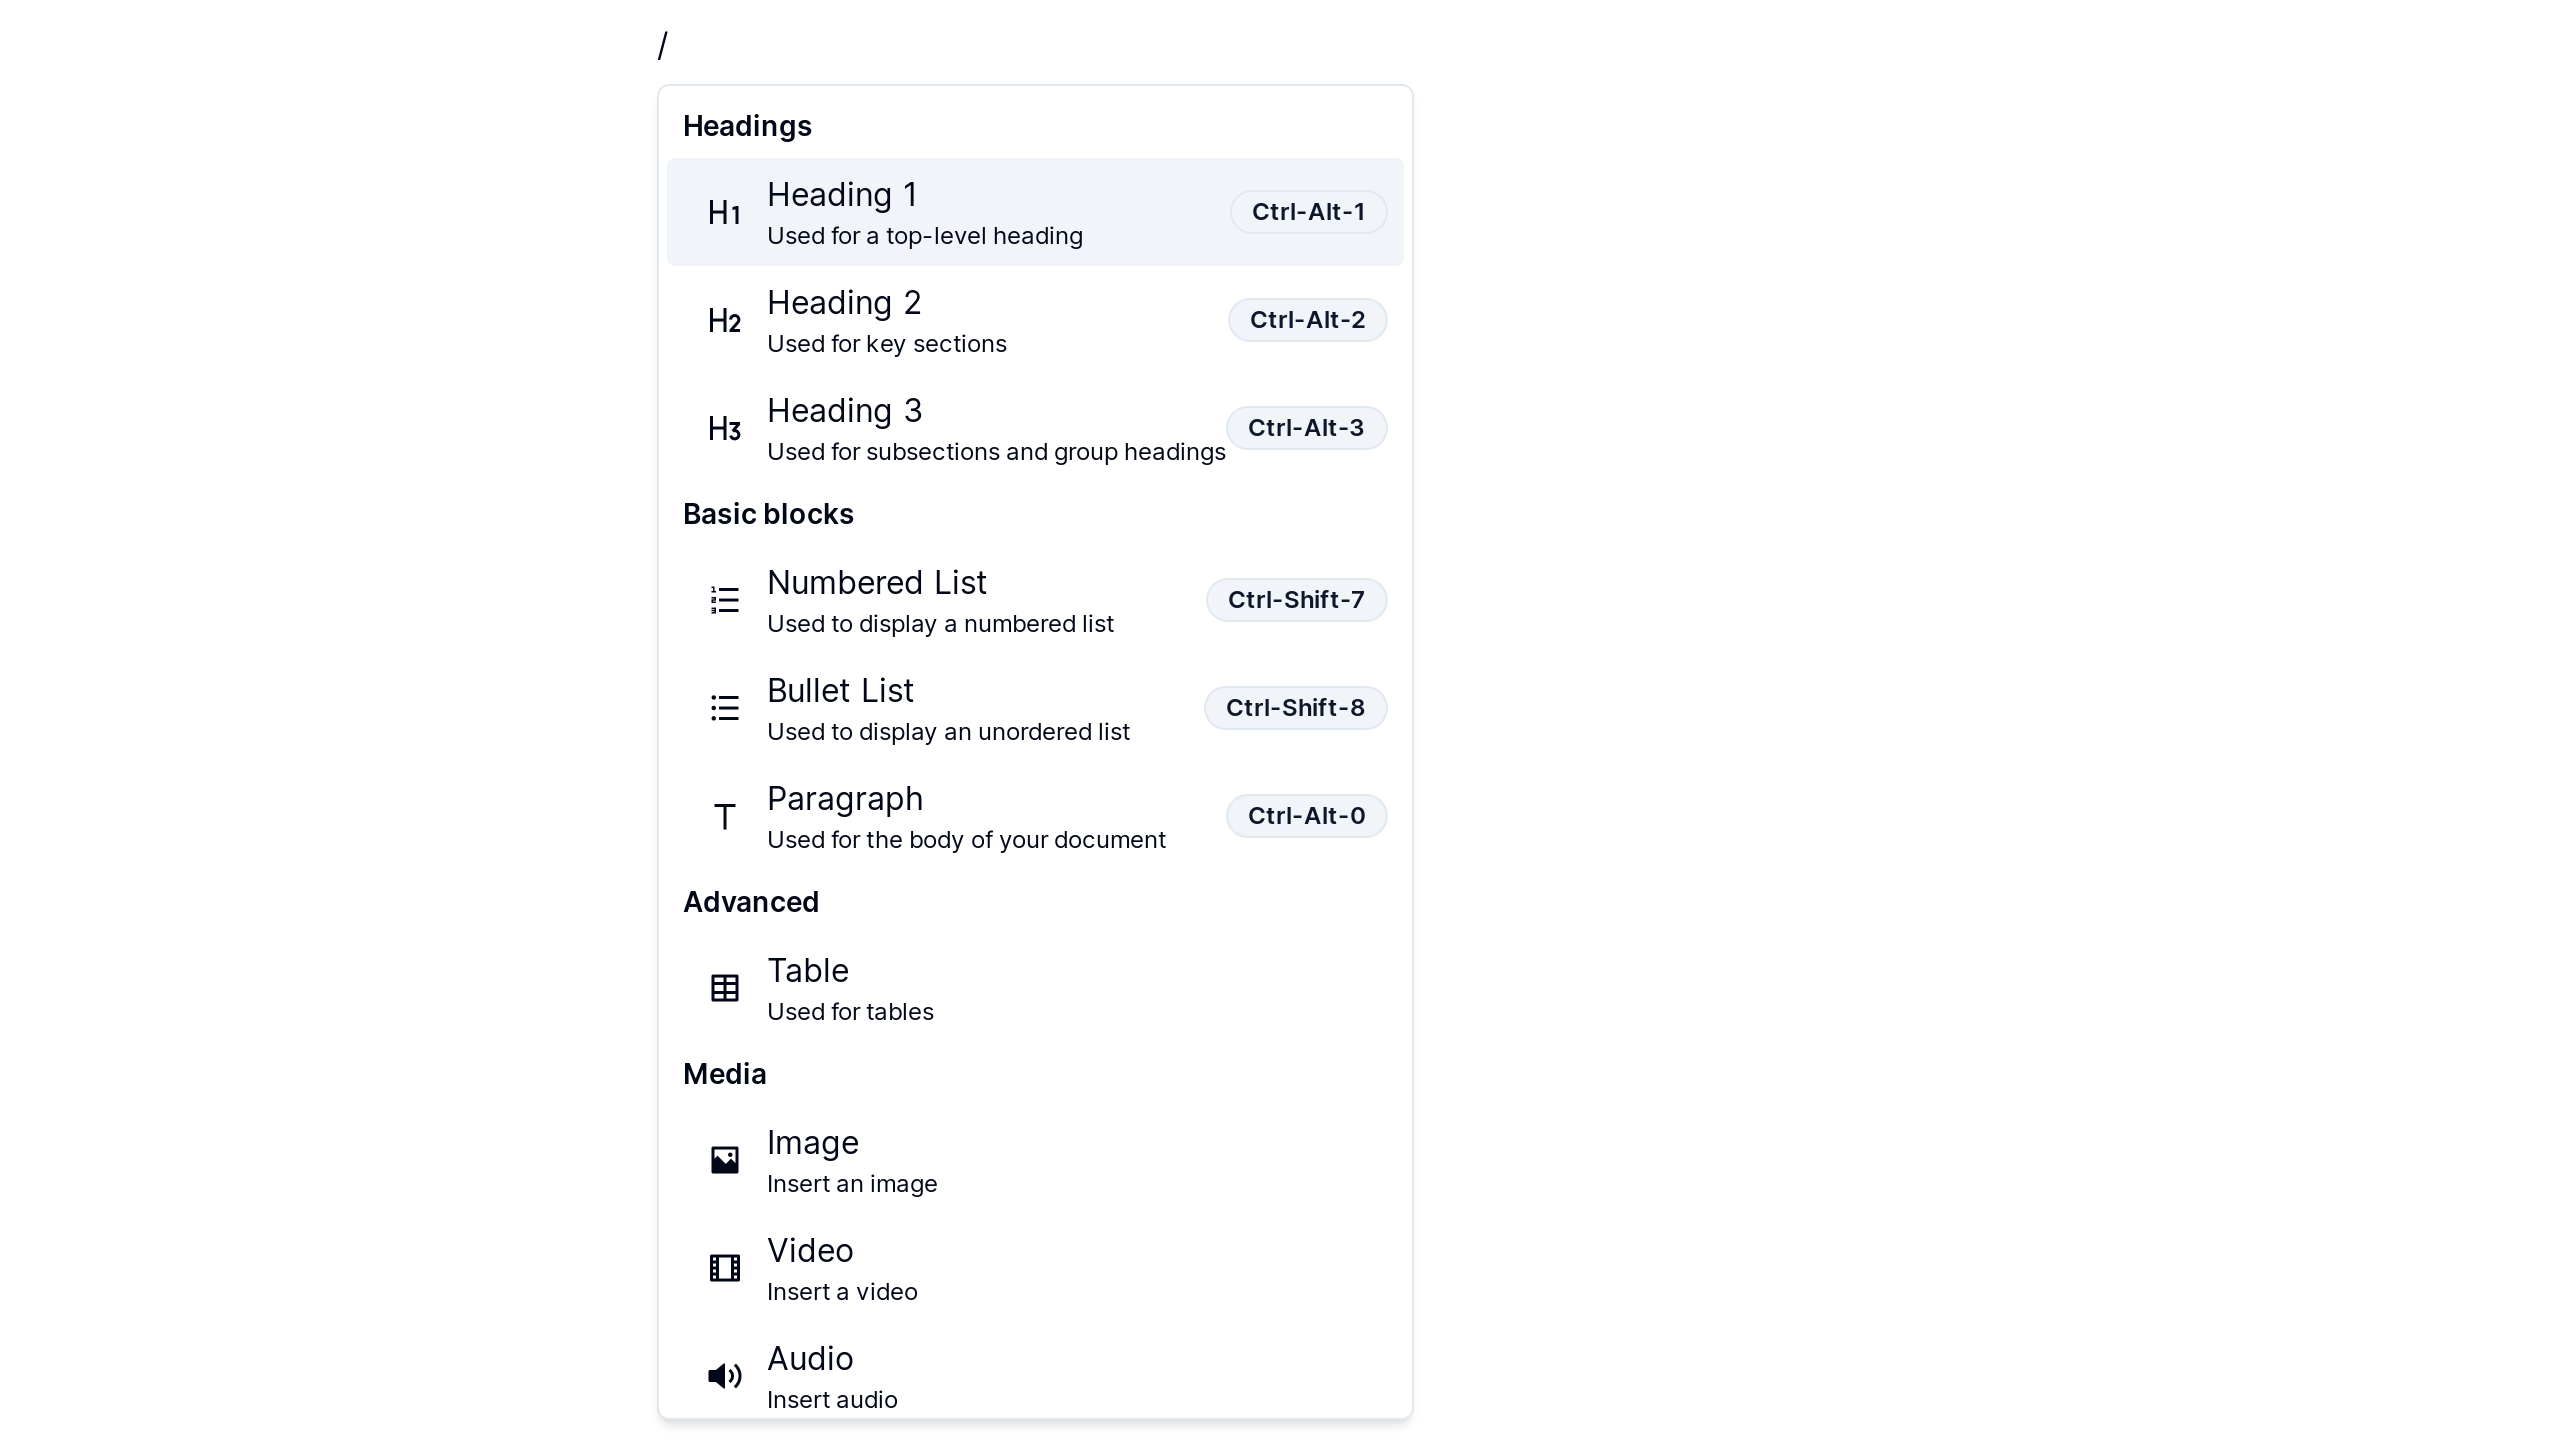 /
Headings
H1 Heading 1 Ctrl-Alt-1
Used for a top-level heading
H2 Heading 2 Ctrl-Alt-2
Used for key sections
H3 Heading 3 Ctrl-Alt-3
Used for subsections and group headings
Basic blocks
Numbered List Ctrl-Shift-7
Used to display a numbered list
Bullet List Ctrl-Shift-8
Used to display an unordered list
T Paragraph Ctrl-Alt-0
Used for the body of your document
Advanced
Table
Used for tables
Media
Image
Insert an image
Video
Insert a video
Audio
Insert audio